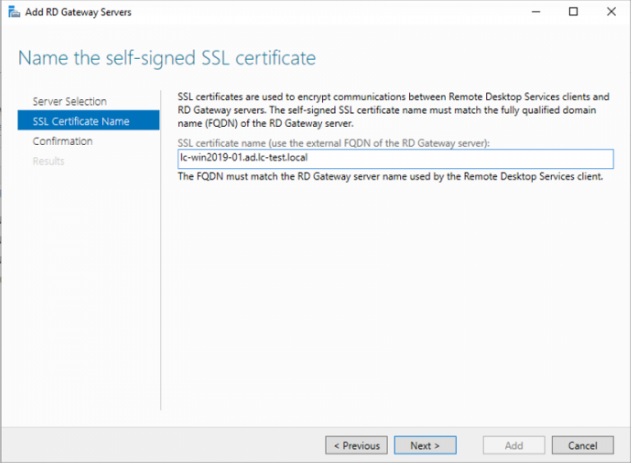 Add RD Gateway Servers
Name the self-signed SSL certificate
Server Selection
SSL Certificate Name
Confirmation
Results
SSL certificates are used to encrypt communications between Remote Desktop Services clients and
RD Gateway servers. The self-signed SSL certificate name must match the fully qualified domain
name (FQDN) of the RD Gateway server.
SSL certificate name (use the external FQDN of the RD Gateway server):
lc-win2019-01.ad.lc-test.local
The FQDN must match the RD Gateway server name used by the Remote Desktop Services client.
< Previous
Next >
Add
Cancel